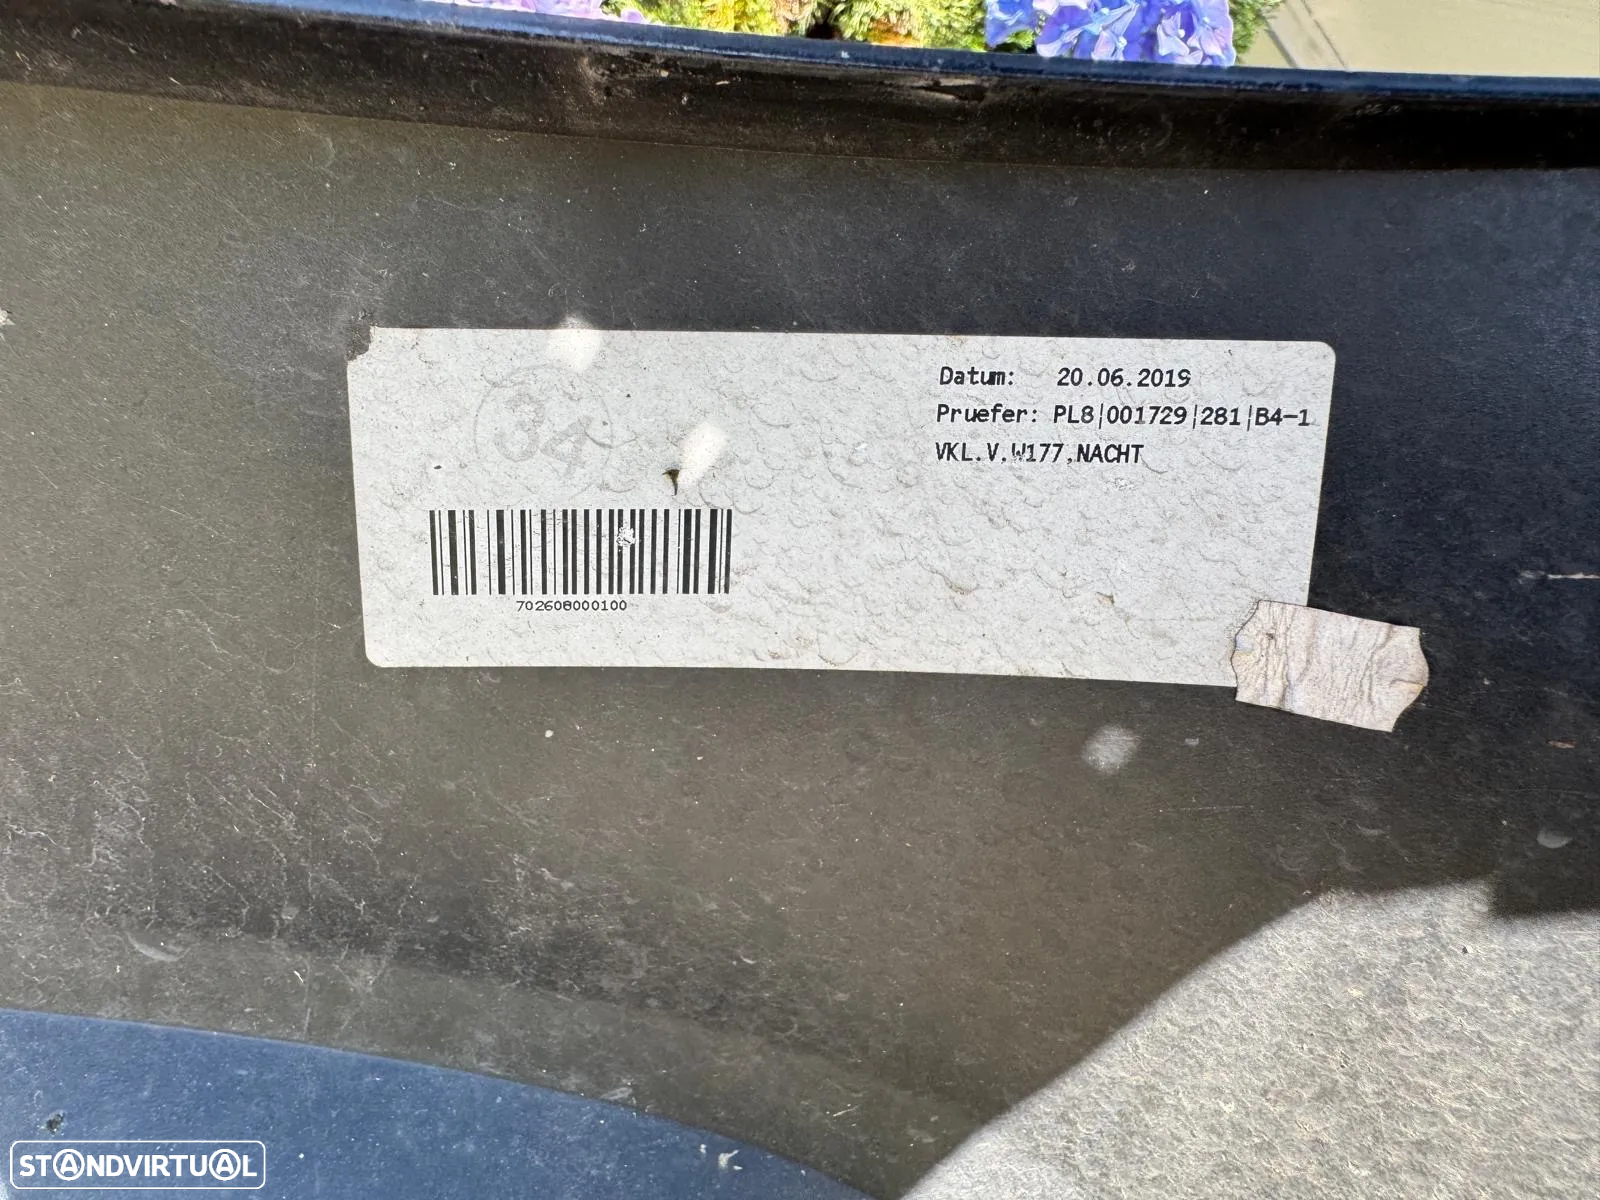 Datum: 20.06.2019
Pruefer: PL8|001729|281|B4-1
VKL.V,W177,NACHT
34
702608000100
STANDVIRTUAL